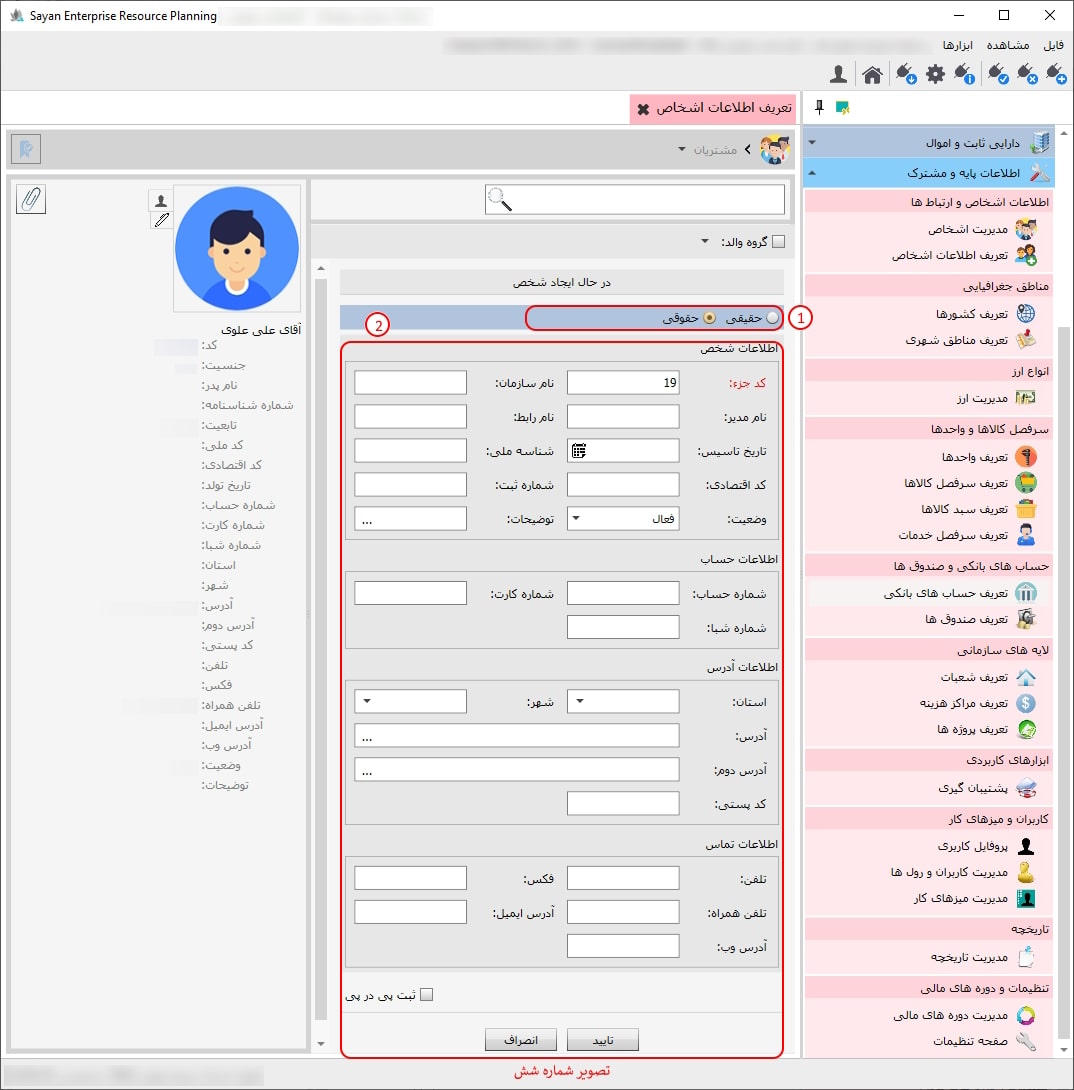 Sayan Enterprise Resource Planning
فایل مشاهده ابزارها
تعریف اطلاعات اشخاص
دارایی ثابت و اموال
اطلاعات پایه و مشترک
اطلاعات اشخاص و ارتباط ها
مدیریت اشخاص
تعریف اطلاعات اشخاص
مناطق جغرافیایی
تعریف کشورها
تعریف مناطق شهری
انواع ارز
مدیریت ارز
سرفصل کالاها و واحدها
تعریف واحدها
تعریف سرفصل کالاها
تعریف سبد کالاها
تعریف سرفصل خدمات
حساب های بانکی و صندوق ها
تعریف حساب های بانکی
تعریف صندوق ها
لایه های سازمانی
تعریف شعبات
تعریف مراکز هزینه
تعریف پروژه ها
ابزارهای کاربردی
پشتیبان گیری
کاربران و میزهای کار
پروفایل کاربری
مدیریت کاربران و رول ها
مدیریت میزهای کار
تاریخچه
مدیریت تاریخچه
تنظیمات و دوره های مالی
مدیریت دوره های مالی
صفحه تنظیمات
مشتریان
گروه والد:
در حال ایجاد شخص
حقیقی حقوقی
1
2
اطلاعات شخص
کد جزء: 19 نام سازمان:
نام مدیر: نام رابط:
تاریخ تاسیس: شناسه ملی:
کد اقتصادی: شماره ثبت:
وضعیت: فعال توضیحات: ...
اطلاعات حساب
شماره حساب: شماره کارت:
شماره شبا:
اطلاعات آدرس
استان: شهر:
آدرس: ...
آدرس دوم: ...
کد پستی:
اطلاعات تماس
تلفن: فکس:
تلفن همراه: آدرس ایمیل:
آدرس وب:
ثبت پی در پی
تایید انصراف
آقای علی علوی
کد:
جنسیت:
نام پدر:
شماره شناسنامه:
تابعیت:
کد ملی:
کد اقتصادی:
تاریخ تولد:
شماره حساب:
شماره کارت:
شماره شبا:
استان:
شهر:
آدرس:
آدرس دوم:
کد پستی:
تلفن:
فکس:
تلفن همراه:
آدرس ایمیل:
آدرس وب:
وضعیت:
توضیحات:
تصویر شماره شش